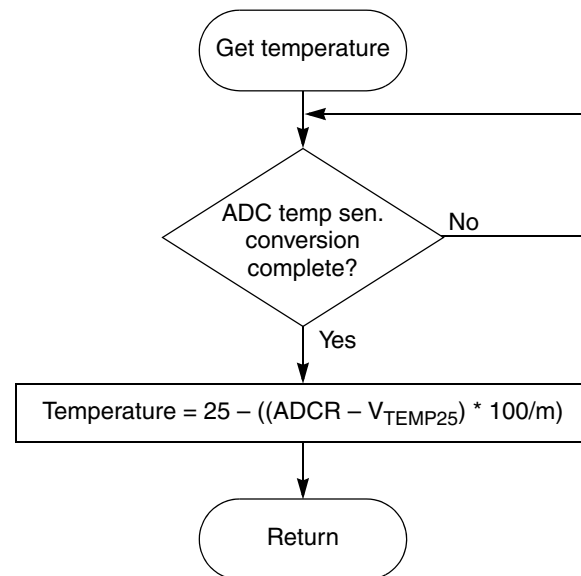 Get temperature
ADC temp sen.
conversion
complete?
No
Yes
Temperature = 25 – ((ADCR – VTEMP25) * 100/m)
Return